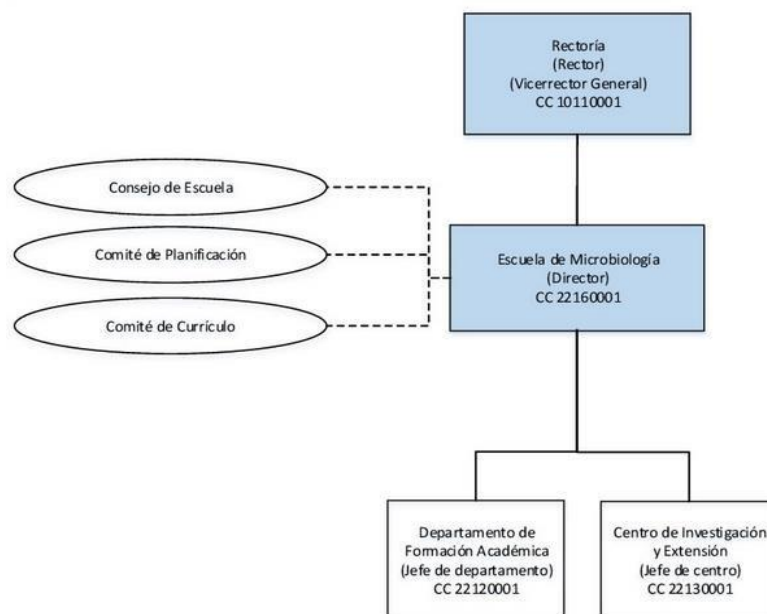 Rectoría
(Rector)
(Vicerrector General)
CC 10110001
Consejo de Escuela
Comité de Planificación
Comité de Currículo
Escuela de Microbiología
(Director)
CC 22160001
Departamento de
Formación Académica
(Jefe de departamento)
CC 22120001
Centro de Investigación
y Extensión
(Jefe de centro)
CC 22130001